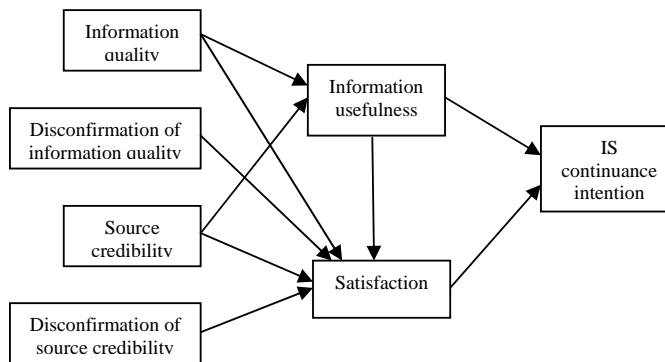 Information
quality
Information
usefulness
Disconfirmation of
information quality
IS
continuance
intention
Source
credibility
Satisfaction
Disconfirmation of
source credibility